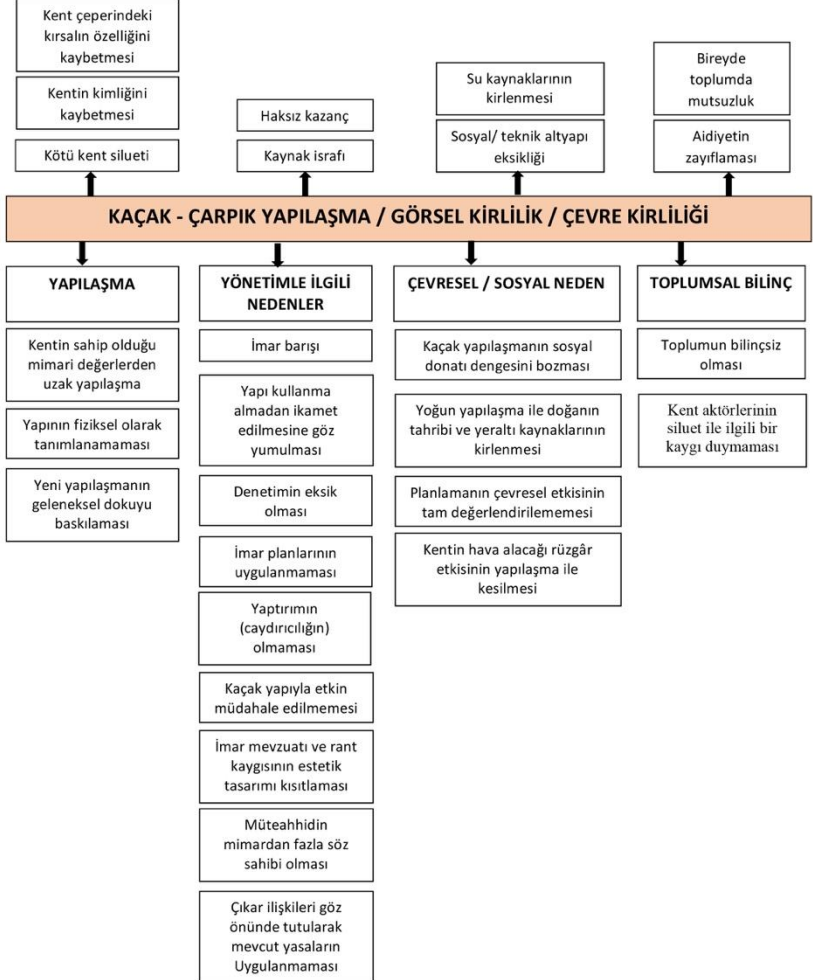 Kent çeperindeki
kırsalın özelliğini
kaybetmesi
Kentin kimliğini
kaybetmesi
Kötü kent silueti
Haksız kazanç
Kaynak israfı
Su kaynaklarının
kirlenmesi
Sosyal/ teknik altyapı
eksikliği
Bireyde
toplumda
mutsuzluk
Aidiyetin
zayıflaması
KAÇAK - ÇARPIK YAPILAŞMA / GÖRSEL KİRLİLİK / ÇEVRE KİRLİLİĞİ
YAPILAŞMA
Kentin sahip olduğu
mimari değerlerden
uzak yapılaşma
Yapının fiziksel olarak
tanımlanamaması
Yeni yapılaşmanın
geleneksel dokuyu
baskılaması
YÖNETİMLE İLGİLİ
NEDENLER
İmar barışı
Yapı kullanma
almadan ikamet
edilmesine göz
yumulması
Denetimin eksik
olması
İmar planlarının
uygulanmaması
Yaptırımın
(caydırıcılığın)
olmaması
Kaçak yapıyla etkin
müdahale edilmemesi
İmar mevzuatı ve rant
kaygısının estetik
tasarımı kısıtlaması
Müteahhidin
mimardan fazla söz
sahibi olması
Çıkar ilişkileri göz
önünde tutularak
mevcut yasaların
Uygulanmaması
ÇEVRESEL / SOSYAL NEDEN
Kaçak yapılaşmanın sosyal
donatı dengesini bozması
Yoğun yapılaşma ile doğanın
tahribi ve yeraltı kaynaklarının
kirlenmesi
Planlamanın çevresel etkisinin
tam değerlendirilememesi
Kentin hava alacağı rüzgâr
etkisinin yapılaşma ile
kesilmesi
TOPLUMSAL BİLİNÇ
Toplumun bilinçsiz
olması
Kent aktörlerinin
siluet ile ilgili bir
kaygı duymaması